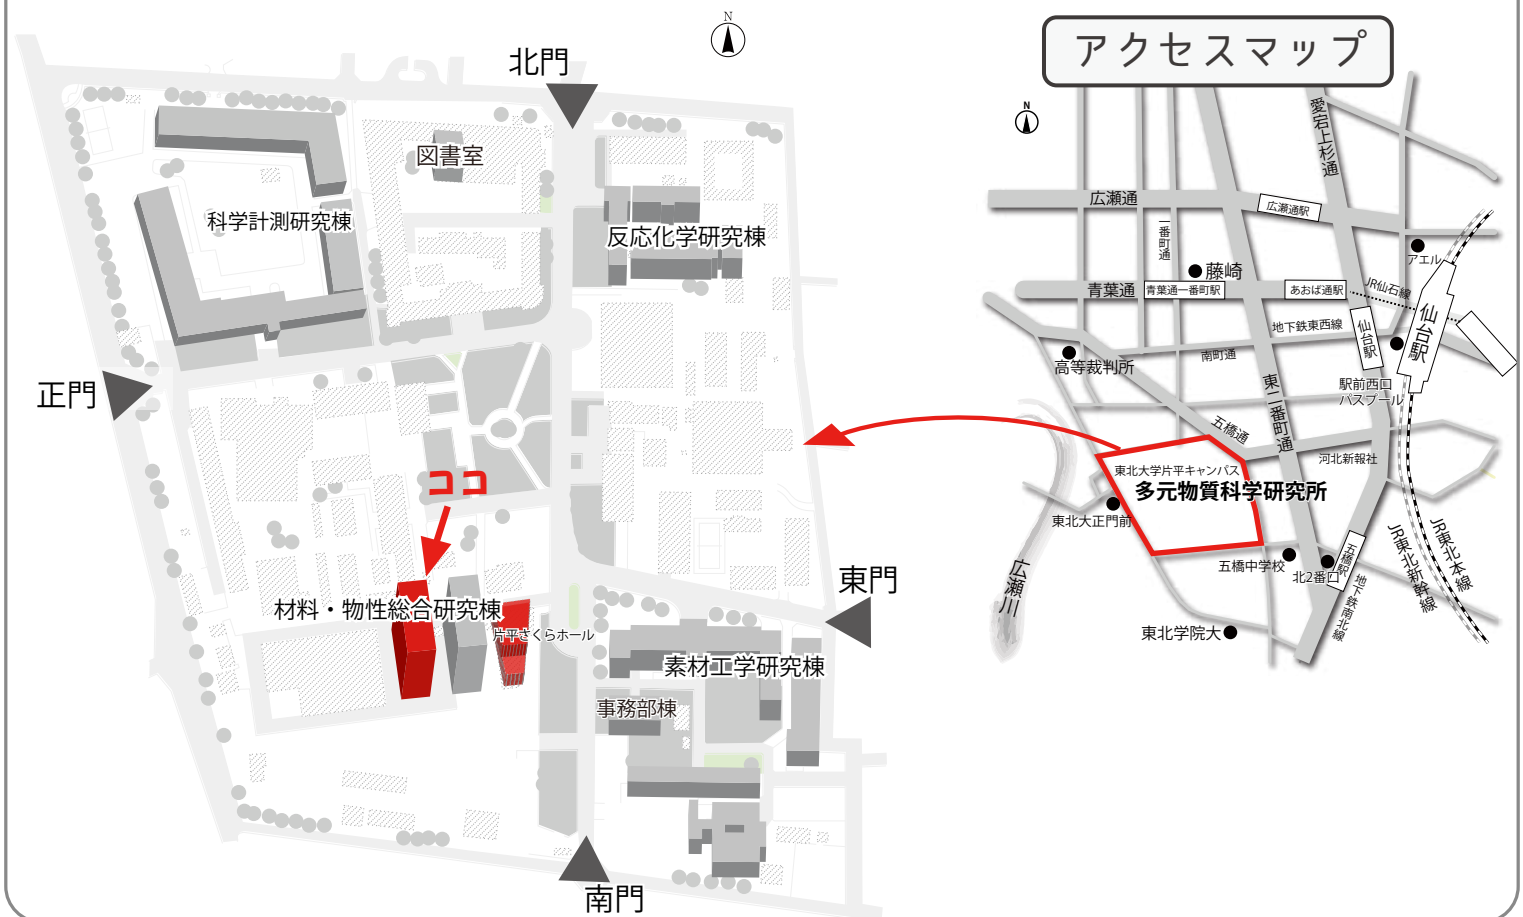 アクセスマップ
N
北門
図書室
科学計測研究棟
反応化学研究棟
正門
ココ
材料・物性総合研究棟
片平さくらホール
東門
素材工学研究棟
事務部棟
南門
N
愛宕上杉通
広瀬通
広瀬通駅
一番町通
アエル
藤崎
青葉通
青葉通一番町駅
あおば通駅
JR仙石線
地下鉄東西線
仙台駅
仙台駅
南町通
高等裁判所
駅前西口
バスプール
東二番町通
五橋通
河北新報社
東北大学片平キャンパス
多元物質科学研究所
東北大正門前
広瀬川
五橋中学校
北2番口
五橋駅
地下鉄南北線
JR東北新幹線
JR東北本線
東北学院大